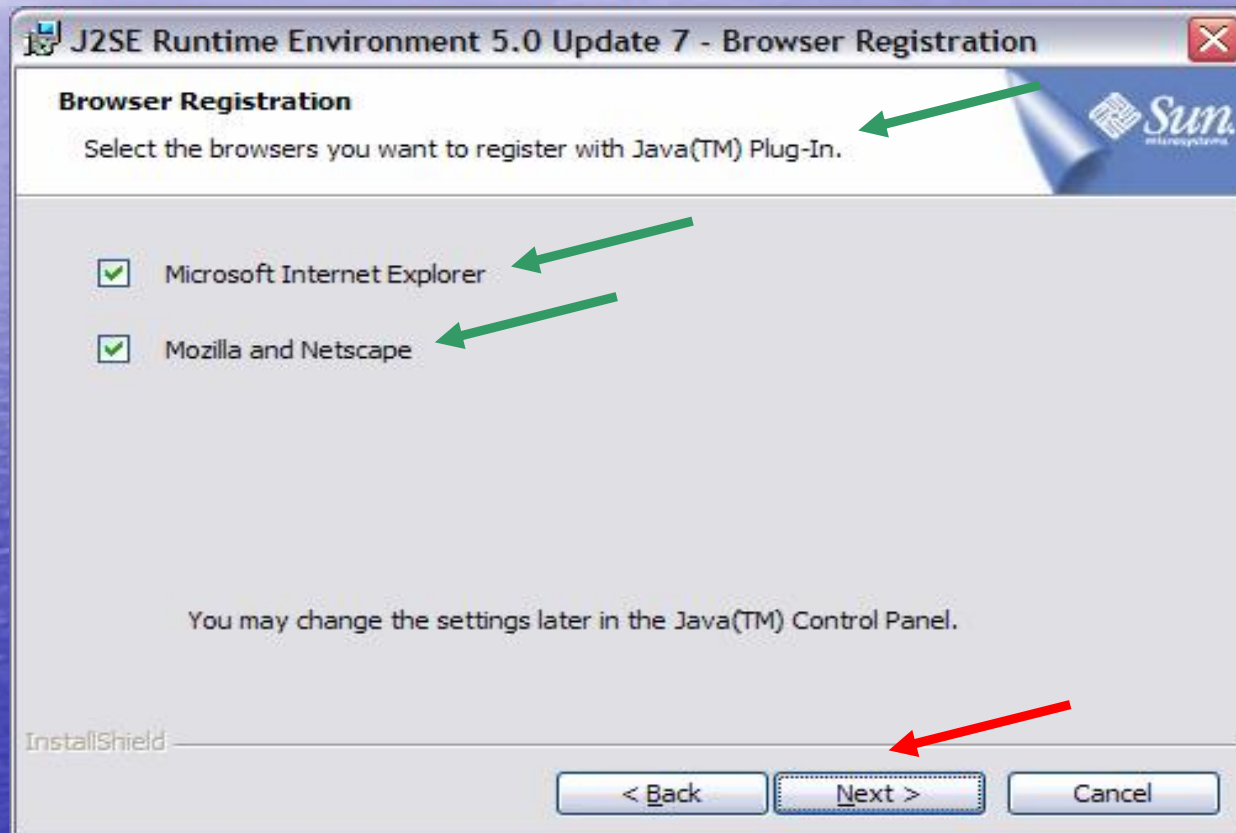 J2SE Runtime Environment 5.0 Update 7 - Browser Registration
Browser Registration
Select the browsers you want to register with Java(TM) Plug-In.
Sun
microsystems
Microsoft Internet Explorer
Mozilla and Netscape
You may change the settings later in the Java(TM) Control Panel.
InstallShield
< Back
Next >
Cancel